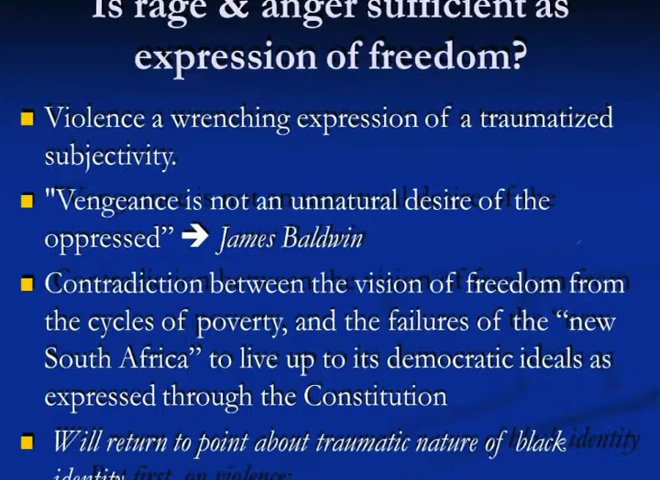 Is rage & anger sufficient as
expression of freedom?
Violence a wrenching expression of a traumatized
subjectivity.
"Vengeance is not an unnatural desire of the
oppressed” ➔ James Baldwin
Contradiction between the vision of freedom from
the cycles of poverty, and the failures of the “new
South Africa” to live up to its democratic ideals as
expressed through the Constitution
Will return to point about traumatic nature of black
identity